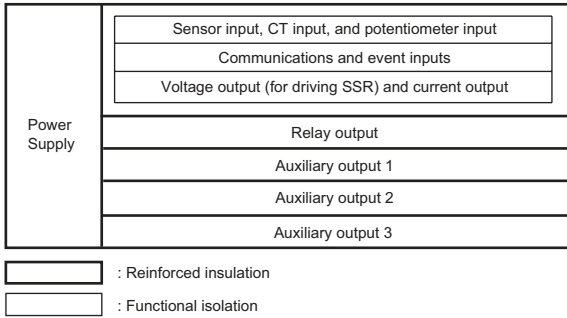 Sensor input, CT input, and potentiometer input
Communications and event inputs
Voltage output (for driving SSR) and current output
Power
Supply
Relay output
Auxiliary output 1
Auxiliary output 2
Auxiliary output 3
: Reinforced insulation
: Functional isolation